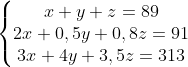 x + y + z = 89
2x + 0,5y + 0,8z = 91
3x + 4y + 3,5z = 313